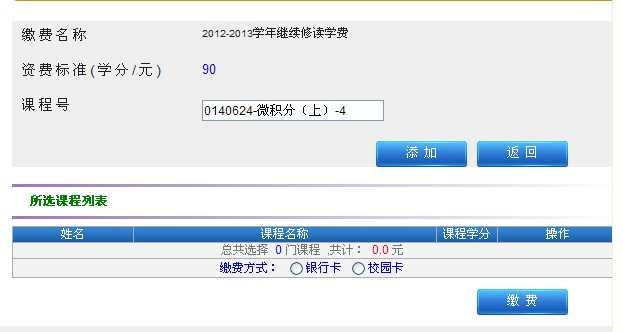 缴费名称 2012-2013学年继续修读学费
资费标准(学分/元) 90
课程号 0140624-微积分（上）-4
添 加 返 回
所选课程列表
姓名 课程名称 课程学分 操作
总共选择 0 门课程 ,共计： 0.0 元
缴费方式： 银行卡 校园卡
缴 费